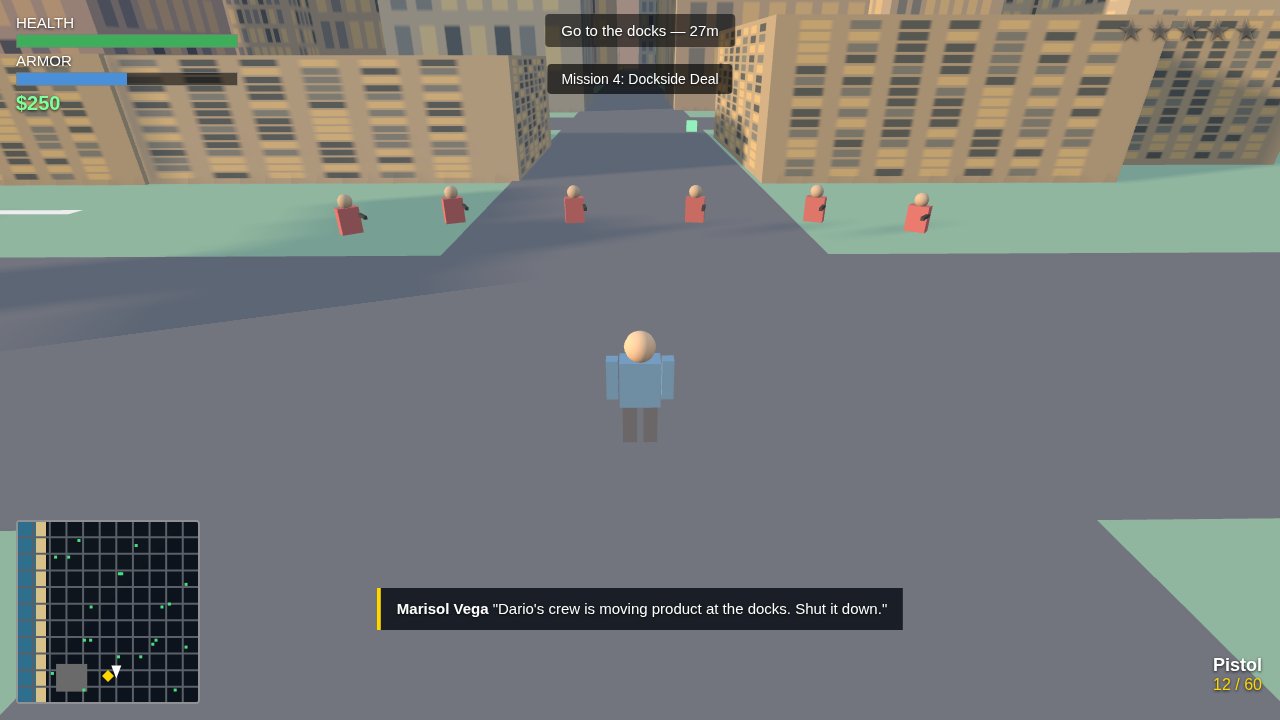 HEALTH
Go to the docks — 27m
ARMOR
Mission 4: Dockside Deal
$250
Marisol Vega "Dario's crew is moving product at the docks. Shut it down."
Pistol
12 / 60